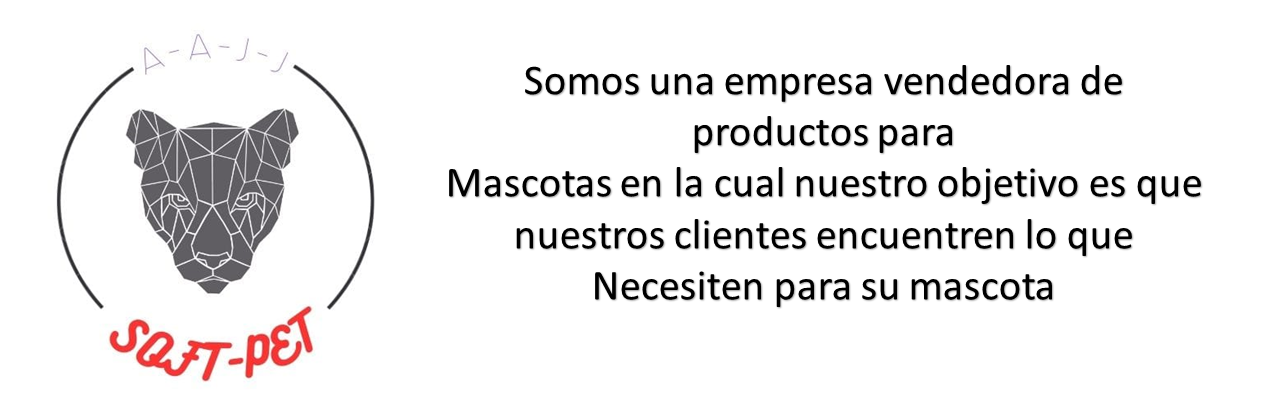 A-A-J-J
SQFT-PET
Somos una empresa vendedora de
productos para
Mascotas en la cual nuestro objetivo es que
nuestros clientes encuentren lo que
Necesiten para su mascota